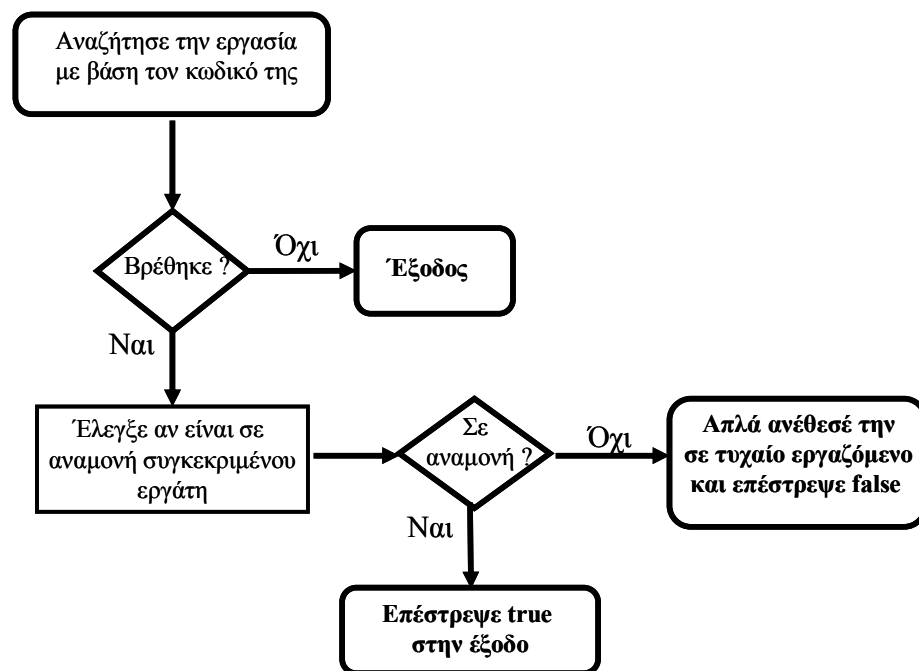 Αναζήτησε την εργασία
με βάση τον κωδικό της
Βρέθηκε ?
Όχι
Έξοδος
Ναι
Έλεγξε αν είναι σε
αναμονή συγκεκριμένου
εργάτη
Σε
αναμονή ?
Όχι
Απλά ανέθεσέ την
σε τυχαίο εργαζόμενο
και επέστρεψε false
Ναι
Επέστρεψε true
στην έξοδο